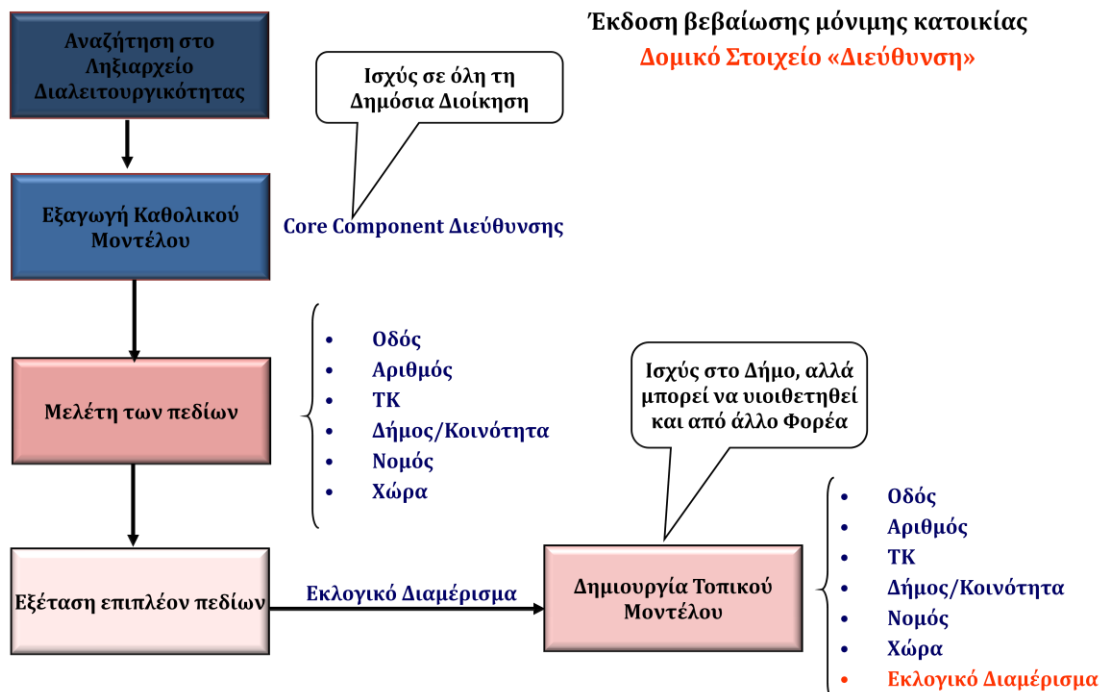 Έκδοση βεβαίωσης μόνιμης κατοικίας
Δομικό Στοιχείο «Διεύθυνση»
Αναζήτηση στο
Ληξιαρχείο
Διαλειτουργικότητας
Ισχύς σε όλη τη
Δημόσια Διοίκηση
Εξαγωγή Καθολικού
Μοντέλου
Core Component Διεύθυνσης
Μελέτη των πεδίων
• Οδός
• Αριθμός
• ΤΚ
• Δήμος/Κοινότητα
• Νομός
• Χώρα
Ισχύς στο Δήμο, αλλά
μπορεί να υιοθετηθεί
και από άλλο Φορέα
Εξέταση επιπλέον πεδίων
Εκλογικό Διαμέρισμα
Δημιουργία Τοπικού
Μοντέλου
• Οδός
• Αριθμός
• ΤΚ
• Δήμος/Κοινότητα
• Νομός
• Χώρα
• Εκλογικό Διαμέρισμα